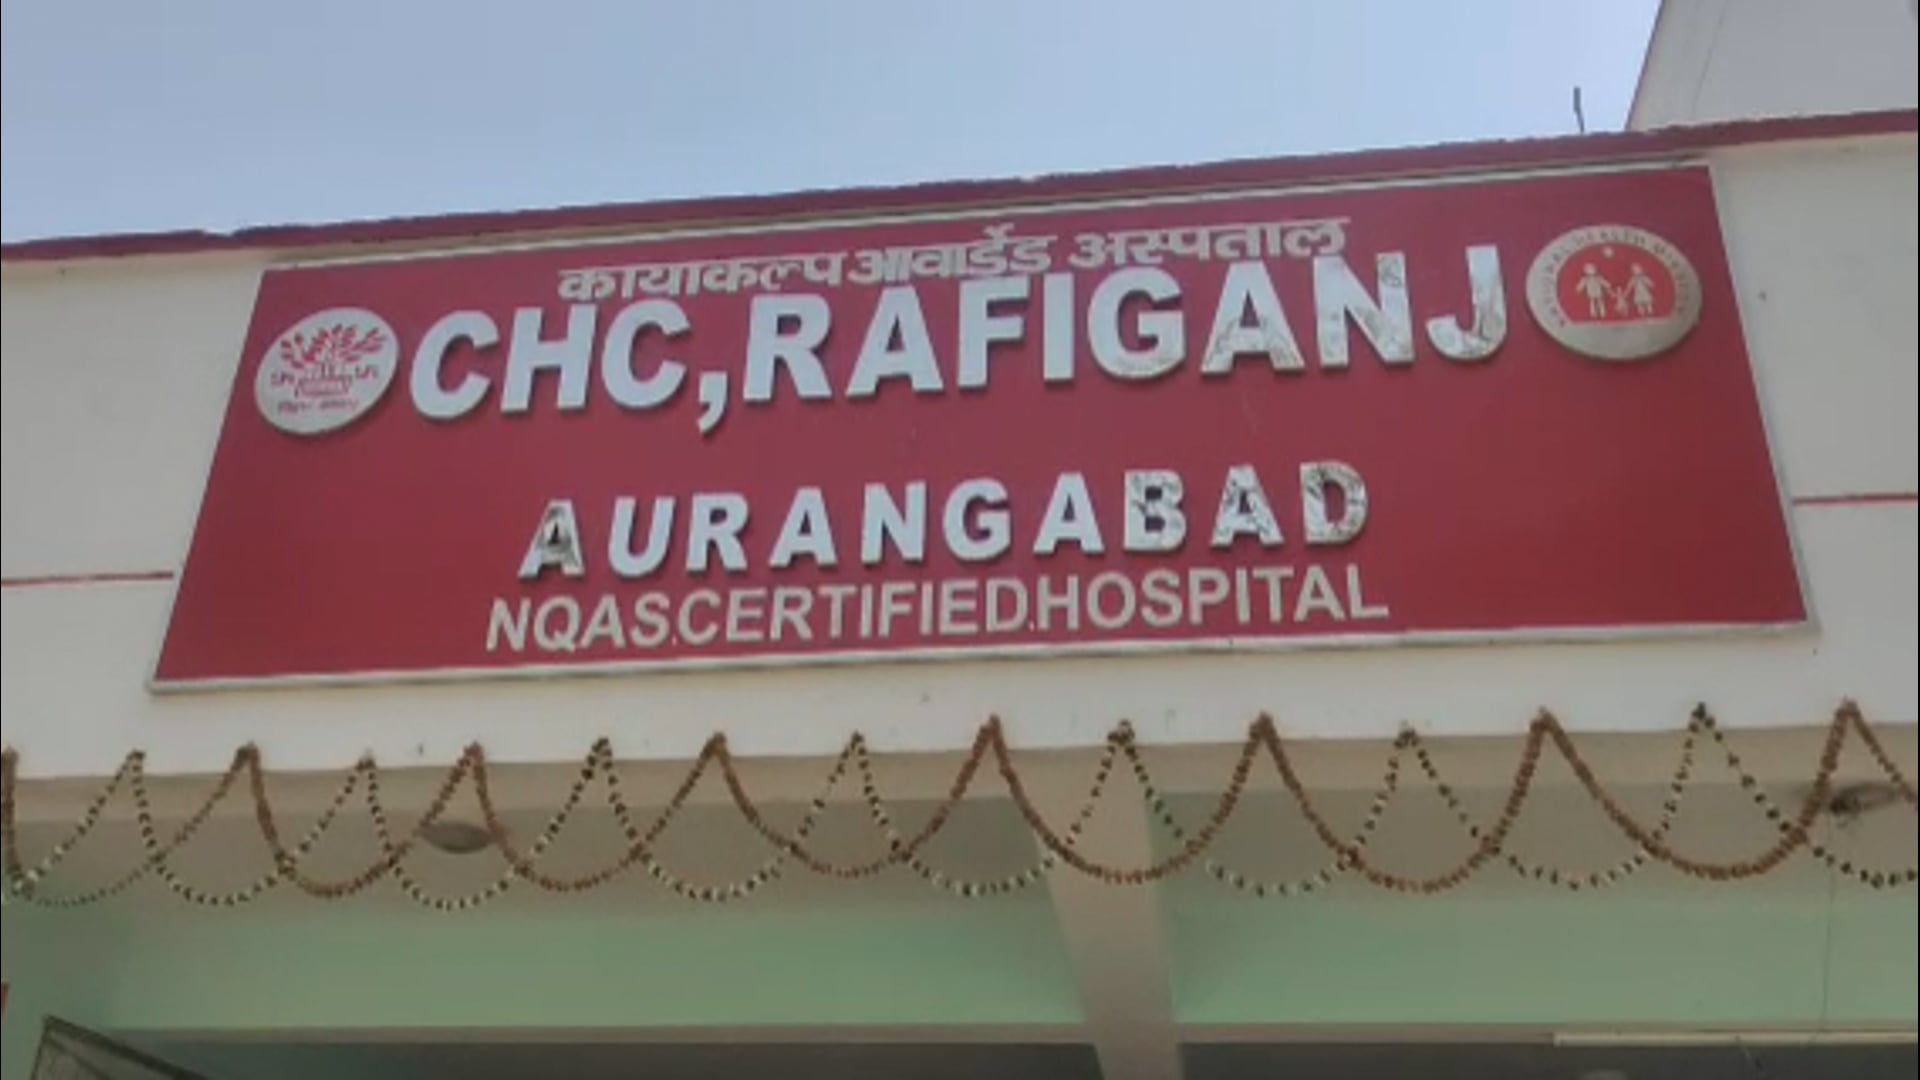 कायाकल्प आवार्डेड अस्पताल
CHC,RAFIGANJ
AURANGABAD
NQAS.CERTIFIED.HOSPITAL